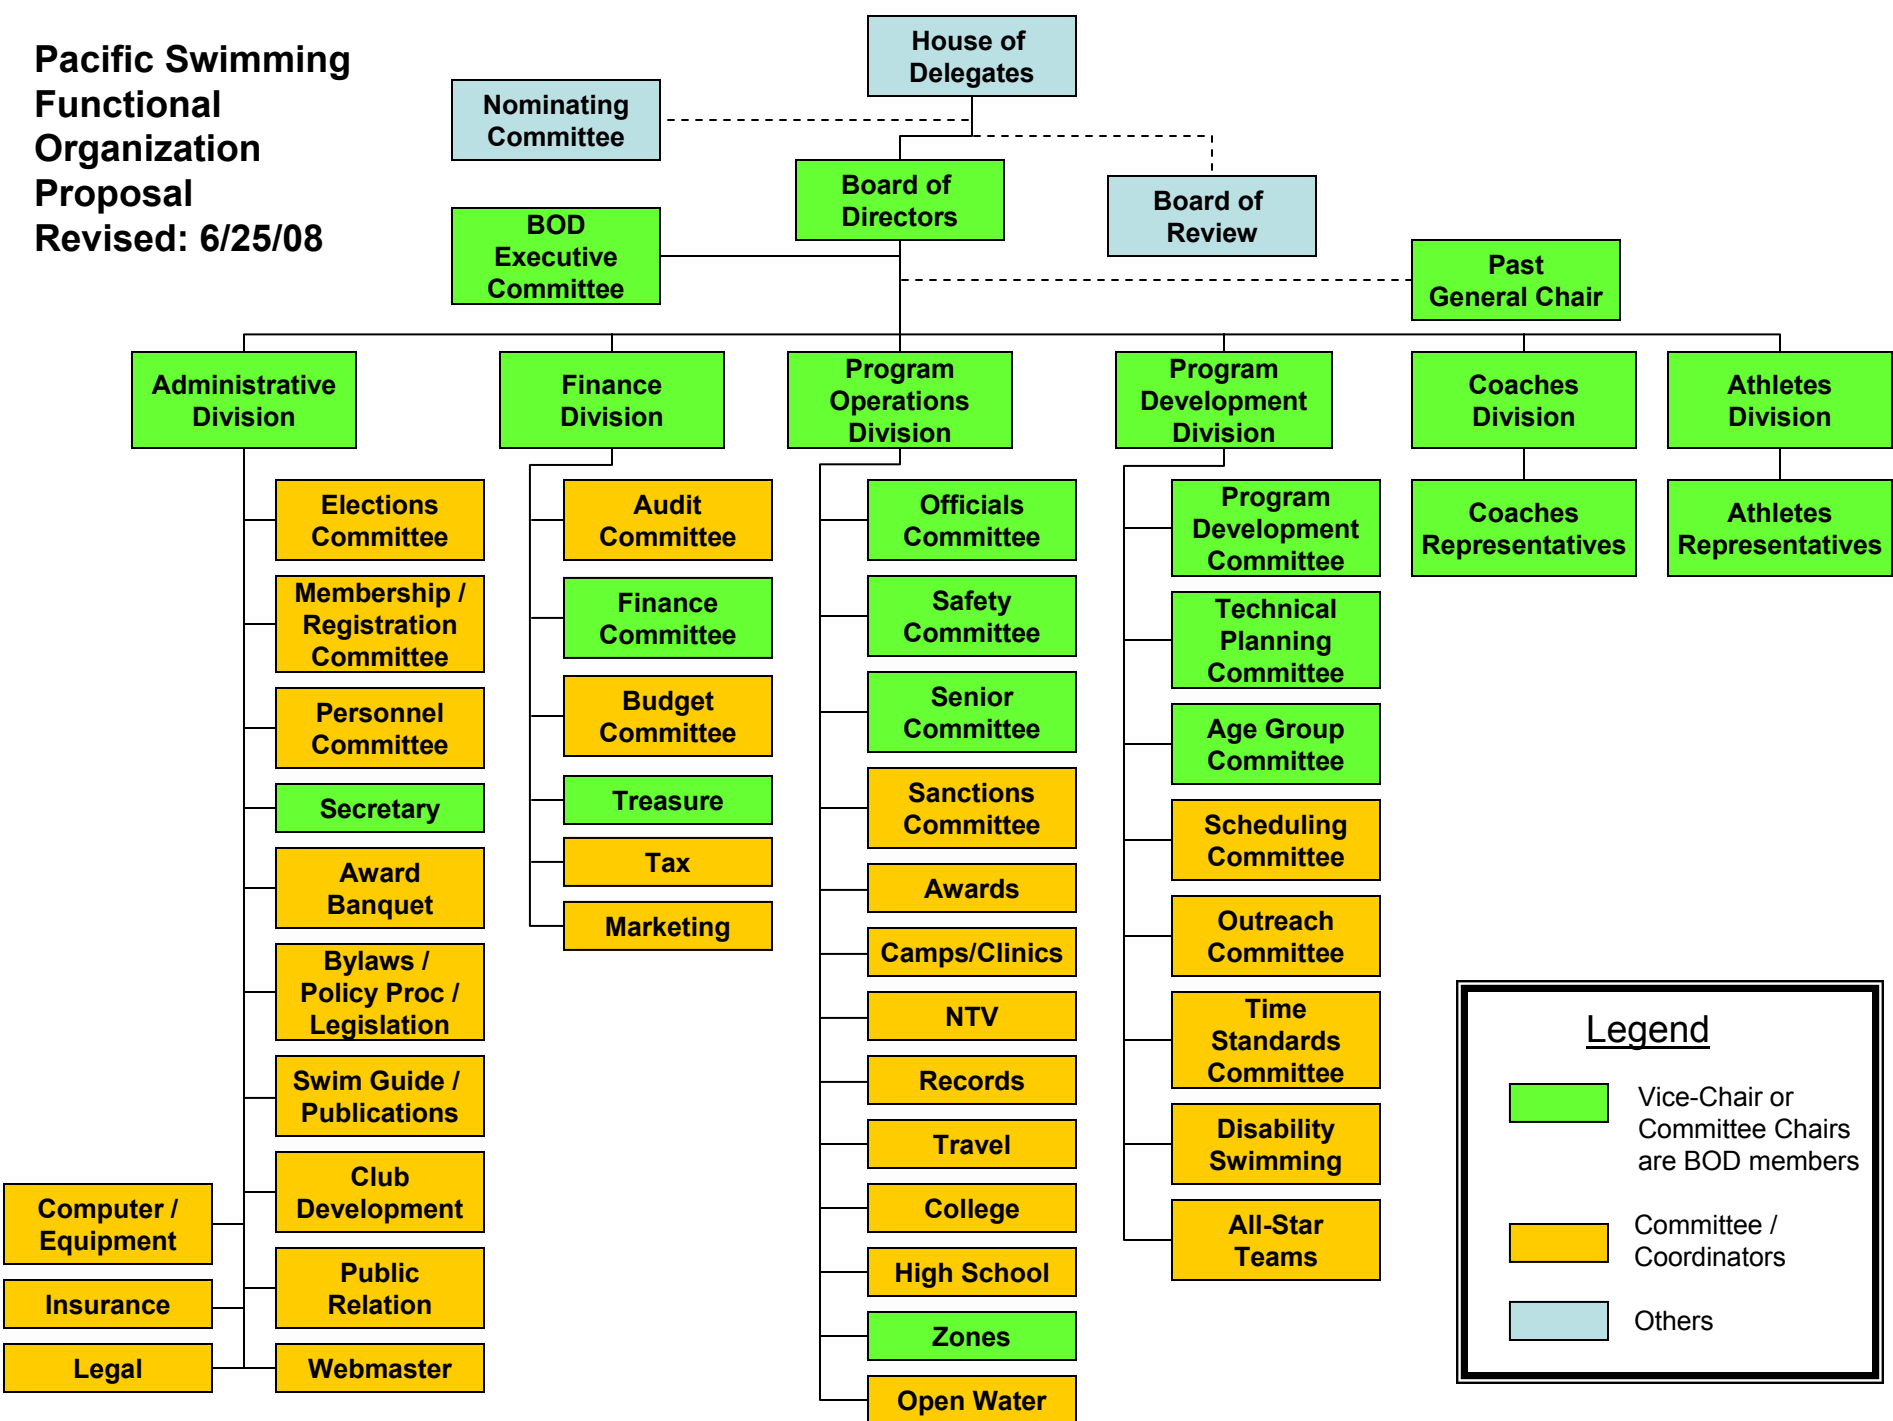 Pacific Swimming
Functional
Organization
Proposal
Revised: 6/25/08
House of
Delegates
Nominating
Committee
Board of
Directors
Board of
Review
BOD
Executive
Committee
Past
General Chair
Administrative
Division
Finance
Division
Program
Operations
Division
Program
Development
Division
Coaches
Division
Athletes
Division
Elections
Committee
Membership /
Registration
Committee
Personnel
Committee
Secretary
Award
Banquet
Bylaws /
Policy Proc /
Legislation
Swim Guide /
Publications
Club
Development
Public
Relation
Webmaster
Computer /
Equipment
Insurance
Legal
Audit
Committee
Finance
Committee
Budget
Committee
Treasure
Tax
Marketing
Officials
Committee
Safety
Committee
Senior
Committee
Sanctions
Committee
Awards
Camps/Clinics
NTV
Records
Travel
College
High School
Zones
Open Water
Program
Development
Committee
Technical
Planning
Committee
Age Group
Committee
Scheduling
Committee
Outreach
Committee
Time
Standards
Committee
Disability
Swimming
All-Star
Teams
Coaches
Representatives
Athletes
Representatives
Legend
Vice-Chair or
Committee Chairs
are BOD members
Committee /
Coordinators
Others